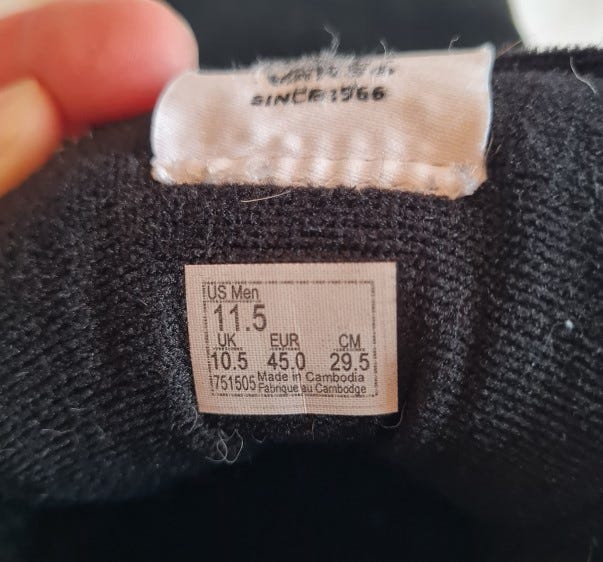 SINCE 1966
US Men
11.5
UK EUR CM
10.5 45.0 29.5
751505 Made in Cambodia
Fabrique au Cambodge